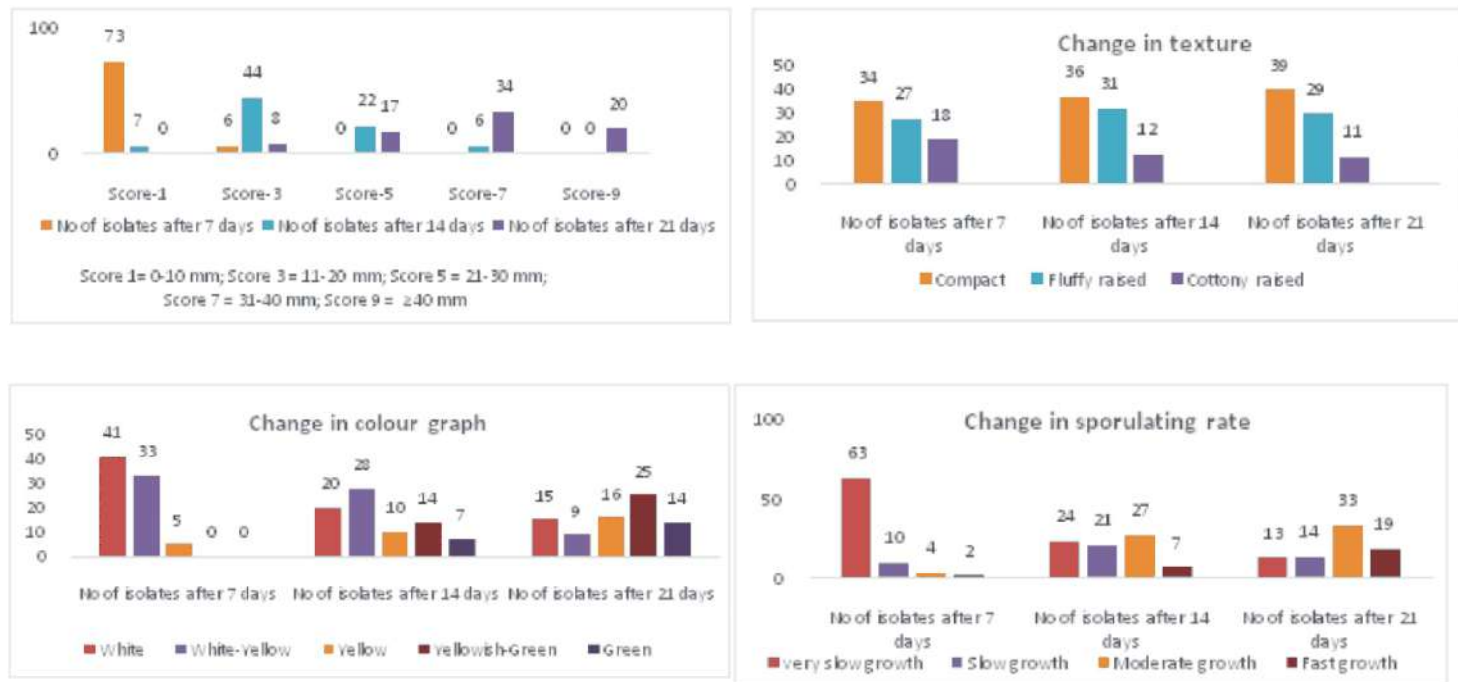 100
73
44
34
22
20
17
7
0
6
8
0
0
6
0
0
0
Score-1 Score-3 Score-5 Score-7 Score-9
No of isolates after 7 days No of isolates after 14 days No of isolates after 21 days
Score 1= 0-10 mm; Score 3 = 11-20 mm; Score 5 = 21-30 mm;
Score 7 = 31-40 mm; Score 9 = ≥40 mm
Change in texture
50
40
30
20
10
0
34 27 18 36 31 12 39 29 11
No of isolates after 7 No of isolates after 14 No of isolates after 21
days days days
Compact Fluffy raised Cottony raised
Change in colour graph
50
40
30
20
10
0
41 33 5 0 0 20 28 10 14 7 15 9 16 25 14
No of isolates after 7 days No of isolates after 14 days No of isolates after 21 days
White White-Yellow Yellow Yellowish-Green Green
Change in sporulating rate
100
50
0
63 10 4 2 24 21 27 7 13 14 33 19
No of isolates after 7 No of isolates after 14 No of isolates after 21
days days days
very slow growth Slow growth Moderate growth Fast growth